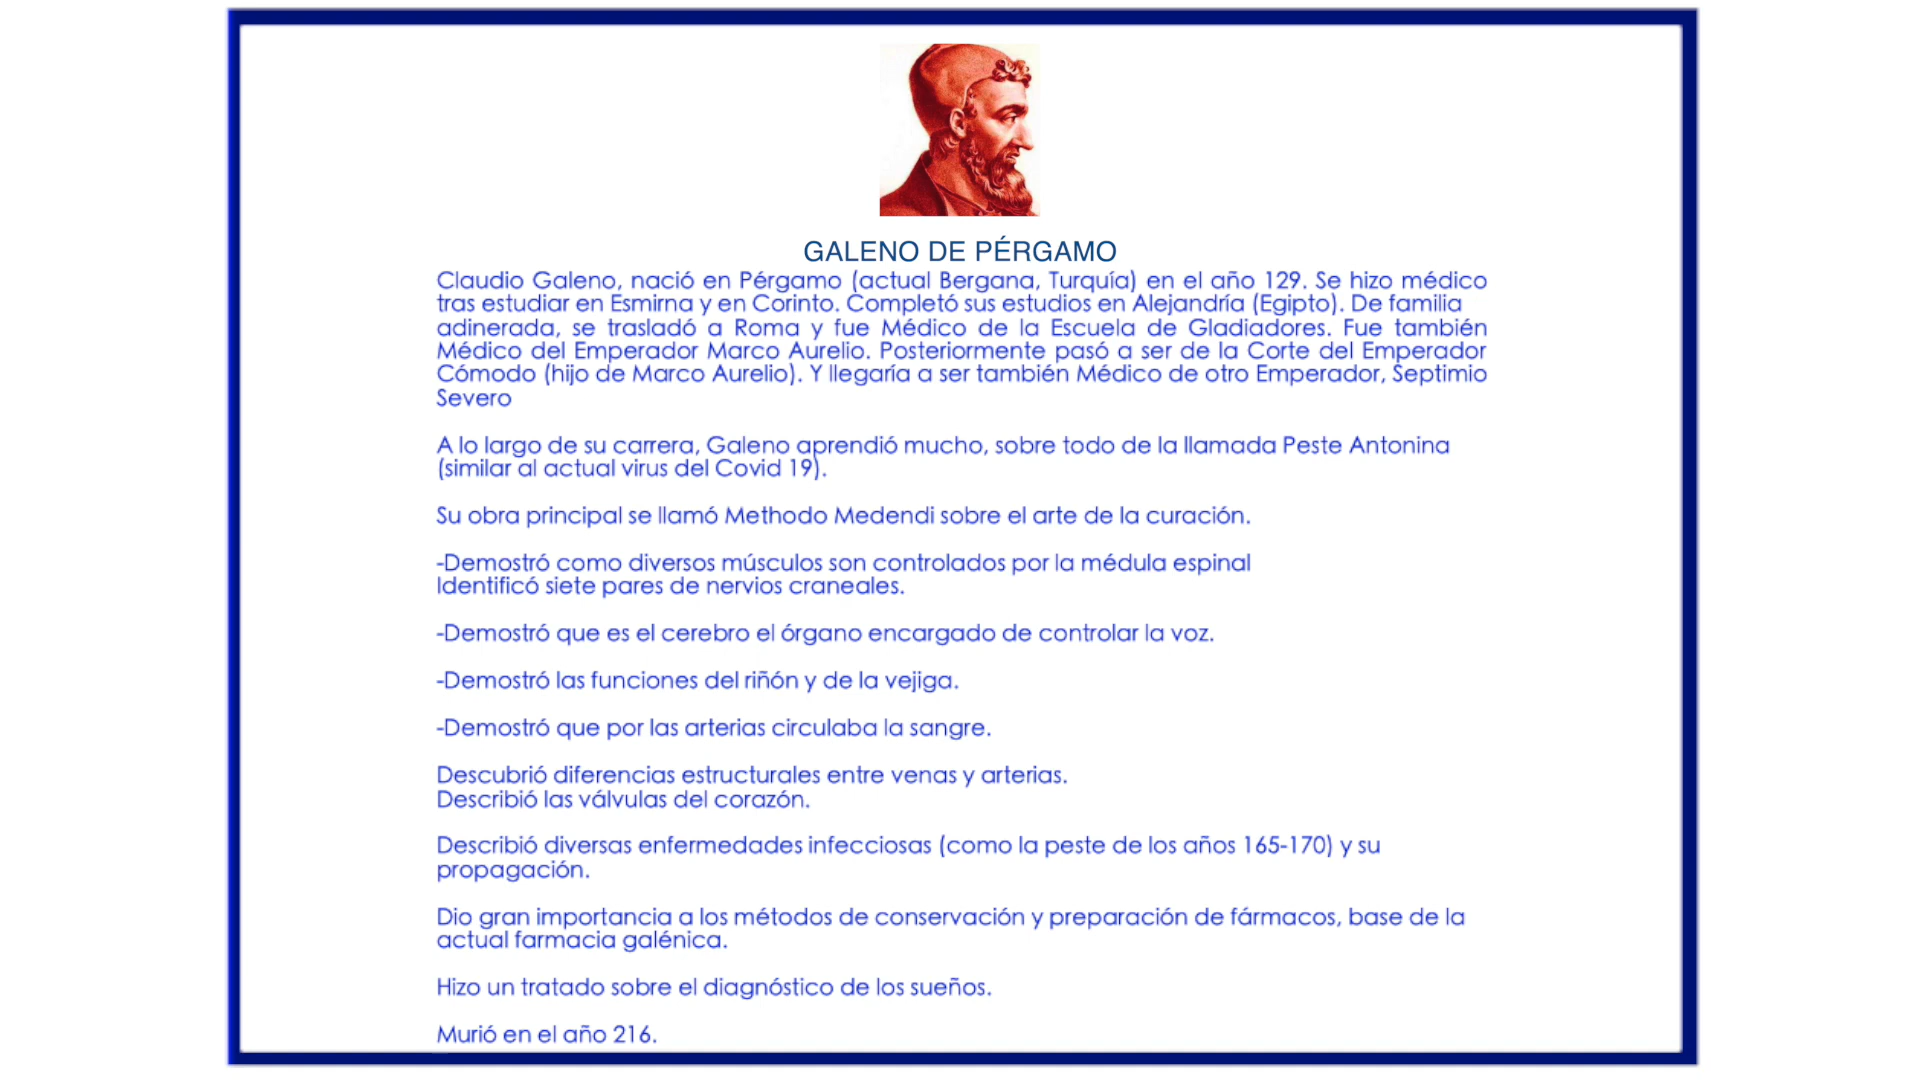 GALENO DE PÉRGAMO
Claudio Galeno, nació en Pérgamo (actual Bergana, Turquía) en el año 129. Se hizo médico
tras estudiar en Esmirna y en Corinto. Completó sus estudios en Alejandría (Egipto). De familia
adinerada, se trasladó a Roma y fue Médico de la Escuela de Gladiadores. Fue también
Médico del Emperador Marco Aurelio. Posteriormente pasó a ser de la Corte del Emperador
Cómodo (hijo de Marco Aurelio). Y llegaría a ser también Médico de otro Emperador, Septimio
Severo
A lo largo de su carrera, Galeno aprendió mucho, sobre todo de la llamada Peste Antonina
(similar al actual virus del Covid 19).
Su obra principal se llamó Methodo Medendi sobre el arte de la curación.
-Demostró como diversos músculos son controlados por la médula espinal
Identificó siete pares de nervios craneales.
-Demostró que es el cerebro el órgano encargado de controlar la voz.
-Demostró las funciones del riñón y de la vejiga.
-Demostró que por las arterias circulaba la sangre.
Descubrió diferencias estructurales entre venas y arterias.
Describió las válvulas del corazón.
Describió diversas enfermedades infecciosas (como la peste de los años 165-170) y su
propagación.
Dio gran importancia a los métodos de conservación y preparación de fármacos, base de la
actual farmacia galénica.
Hizo un tratado sobre el diagnóstico de los sueños.
Murió en el año 216.